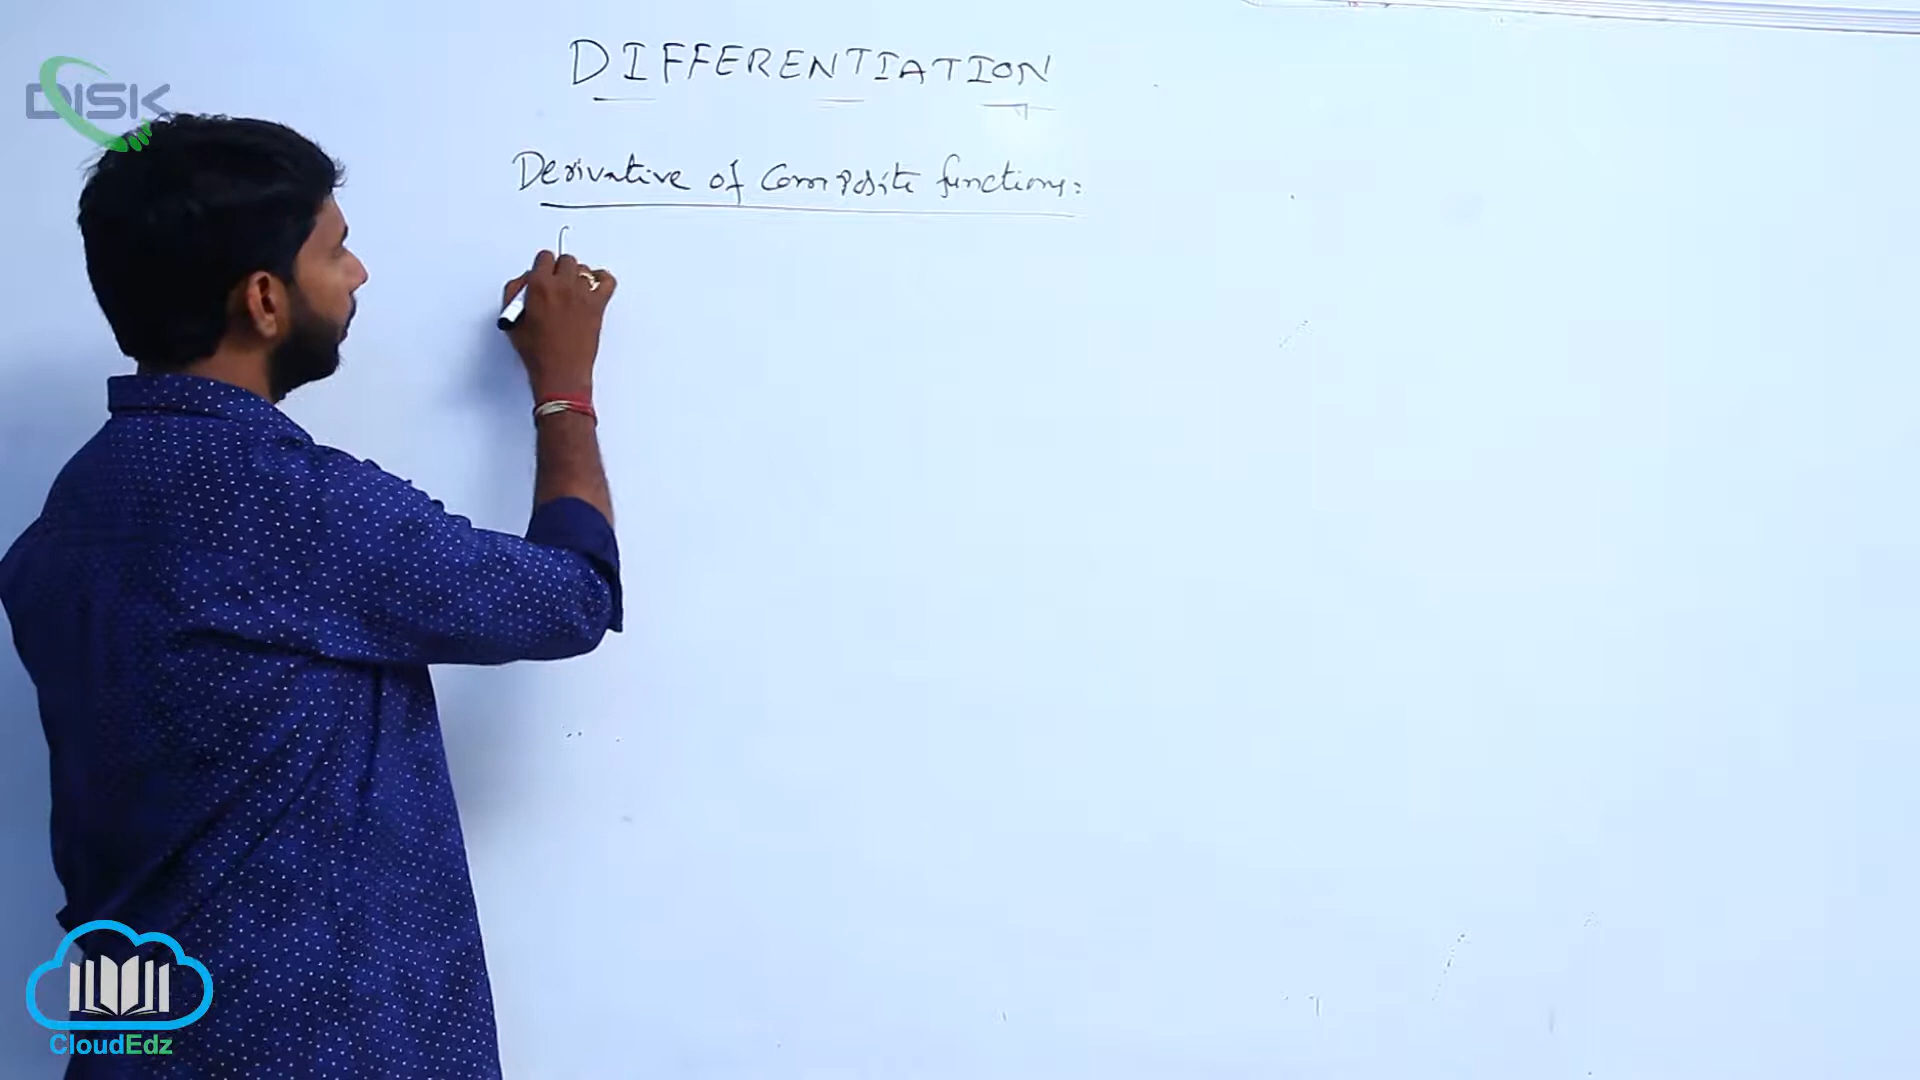 DISK
DIFFERENTIATION
Derivative of Composite functions:
CloudEdz